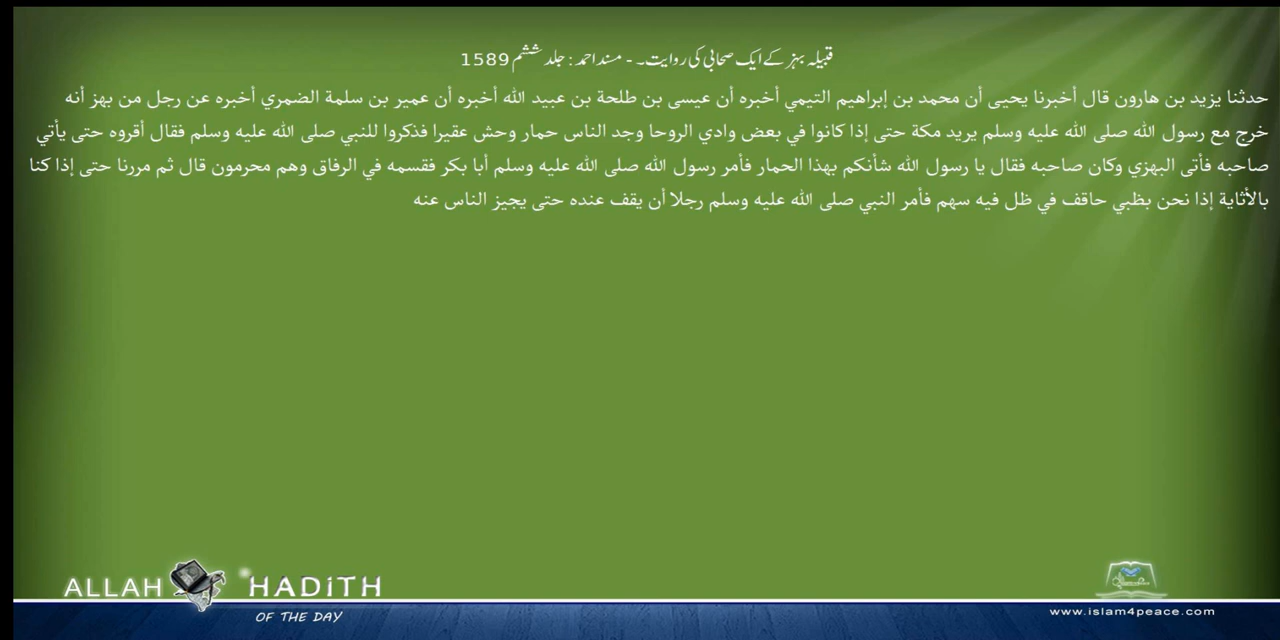 قبیلہ بہز کے ایک صحابی کی روایت۔ - مسند احمد : جلد ششم 1589
حدثنا يزيد بن هارون قال أخبرنا يحيى أن محمد بن إبراهيم التيمي أخبره أن عيسى بن طلحة بن عبيد الله أخبره أن عمير بن سلمة الضمري أخبره عن رجل من بهز أنه
خرج مع رسول الله صلى الله عليه وسلم يريد مكة حتى إذا كانوا في بعض وادي الروحا وجد الناس حمار وحش عقيرا فذكروا للنبي صلى الله عليه وسلم فقال أقروه حتى يأتي
صاحبه فأتى البهزي وكان صاحبه فقال يا رسول الله شأنكم بهذا الحمار فأمر رسول الله صلى الله عليه وسلم أبا بكر فقسمه في الرفاق وهم محرمون قال ثم مررنا حتى إذا كنا
بالأثاية إذا نحن بظبي حاقف في ظل فيه سهم فأمر النبي صلى الله عليه وسلم رجلا أن يقف عنده حتى يجيز الناس عنه
ALLAH HADITH
OF THE DAY
www.islam4peace.com